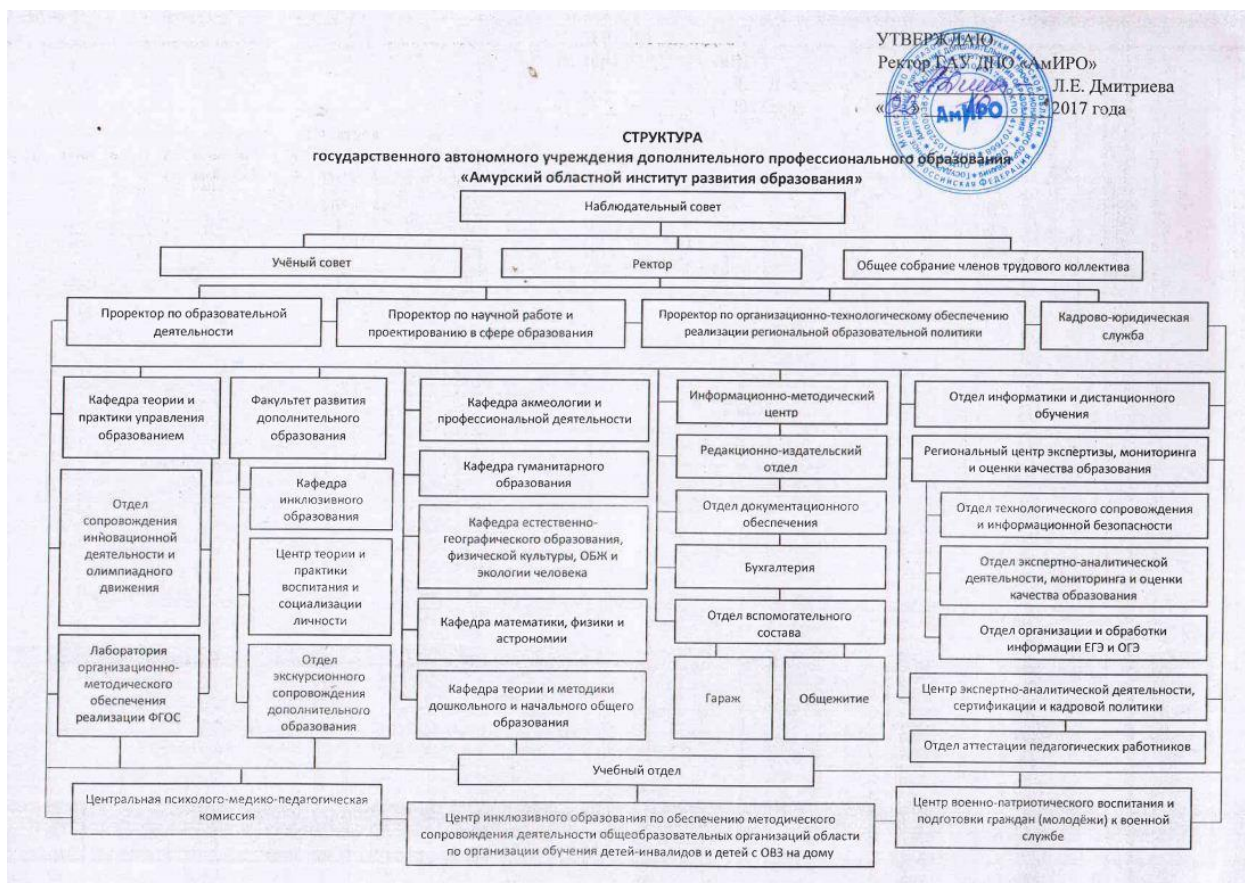 УТВЕРЖДАЮ
Ректор ГАУ ДПО «АмИРО»
Л.Е. Дмитриева
2017 года
АмИРО
РОССИЙСКАЯ ФЕДЕРАЦИЯ
СТРУКТУРА
государственного автономного учреждения дополнительного профессионального образования
«Амурский областной институт развития образования»
Наблюдательный совет
Учёный совет
Ректор
Общее собрание членов трудового коллектива
Проректор по образовательной
деятельности
Проректор по научной работе и
проектированию в сфере образования
Проректор по организационно-технологическому обеспечению
реализации региональной образовательной политики
Кадрово-юридическая
служба
Кафедра теории и
практики управления
образованием
Отдел
сопровождения
инновационной
деятельности и
олимпиадного
движения
Лаборатория
организационно-
методического
обеспечения
реализации ФГОС
Факультет развития
дополнительного
образования
Кафедра
инклюзивного
образования
Центр теории и
практики
воспитания и
социализации
личности
Отдел
экскурсионного
сопровождения
дополнительного
образования
Кафедра акмеологии и
профессиональной деятельности
Кафедра гуманитарного
образования
Кафедра естественно-
географического образования,
физической культуры, ОБЖ и
экологии человека
Кафедра математики, физики и
астрономии
Кафедра теории и методики
дошкольного и начального общего
образования
Информационно-методический
центр
Редакционно-издательский
отдел
Отдел документационного
обеспечения
Бухгалтерия
Отдел вспомогательного
состава
Гараж
Общежитие
Отдел информатики и дистанционного
обучения
Региональный центр экспертизы, мониторинга
и оценки качества образования
Отдел технологического сопровождения
и информационной безопасности
Отдел экспертно-аналитической
деятельности, мониторинга и оценки
качества образования
Отдел организации и обработки
информации ЕГЭ и ОГЭ
Центр экспертно-аналитической деятельности,
сертификации и кадровой политики
Отдел аттестации педагогических работников
Учебный отдел
Центральная психолого-медико-педагогическая
комиссия
Центр инклюзивного образования по обеспечению методического
сопровождения деятельности общеобразовательных организаций области
по организации обучения детей-инвалидов и детей с ОВЗ на дому
Центр военно-патриотического воспитания и
подготовки граждан (молодёжи) к военной
службе